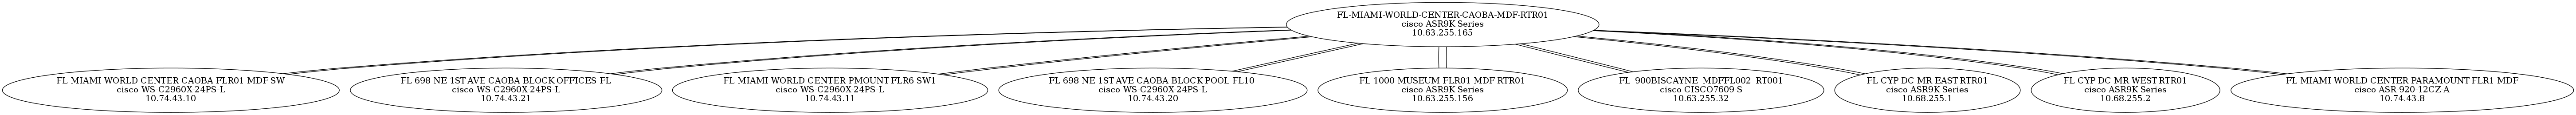 FL-MIAMI-WORLD-CENTER-CAOBA-MDF-RTR01
cisco ASR9K Series
10.63.255.165
FL-MIAMI-WORLD-CENTER-CAOBA-FLR01-MDF-SW
cisco WS-C2960X-24PS-L
10.74.43.10
FL-698-NE-1ST-AVE-CAOBA-BLOCK-OFFICES-FL
cisco WS-C2960X-24PS-L
10.74.43.21
FL-MIAMI-WORLD-CENTER-PMOUNT-FLR6-SW1
cisco WS-C2960X-24PS-L
10.74.43.11
FL-698-NE-1ST-AVE-CAOBA-BLOCK-POOL-FL10-
cisco WS-C2960X-24PS-L
10.74.43.20
FL-1000-MUSEUM-FLR01-MDF-RTR01
cisco ASR9K Series
10.63.255.156
FL_900BISCAYNE_MDFFL002_RT001
cisco CISCO7609-S
10.63.255.32
FL-CYP-DC-MR-EAST-RTR01
cisco ASR9K Series
10.68.255.1
FL-CYP-DC-MR-WEST-RTR01
cisco ASR9K Series
10.68.255.2
FL-MIAMI-WORLD-CENTER-PARAMOUNT-FLR1-MDF
cisco ASR-920-12CZ-A
10.74.43.8